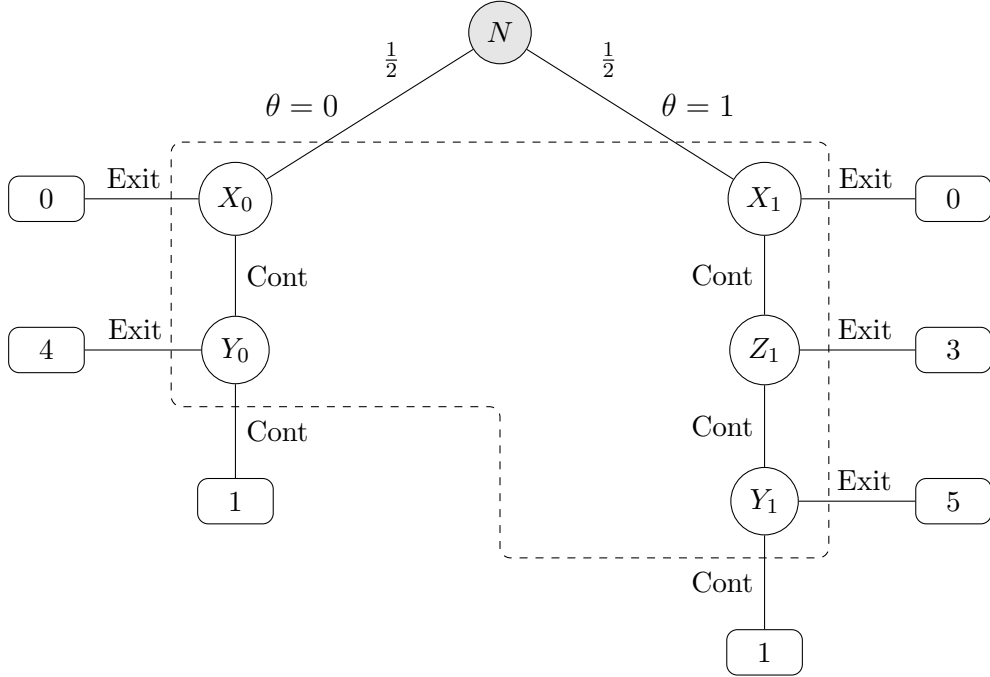 N
1/2 1/2
θ = 0 θ = 1
0 Exit X₀ X₁ Exit 0
Cont Cont
4 Exit Y₀ Z₁ Exit 3
Cont Cont
1 Y₁ Exit 5
Cont
1